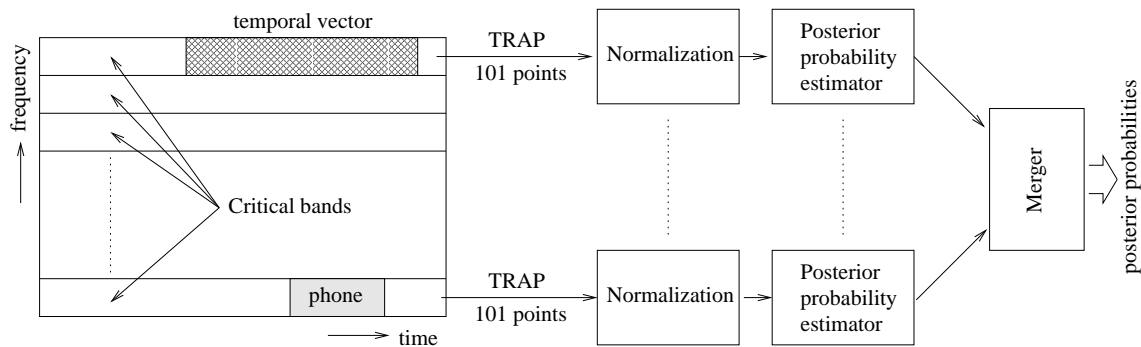 temporal vector
frequency
Critical bands
phone
time
TRAP
101 points
Normalization
Posterior
probability
estimator
TRAP
101 points
Normalization
Posterior
probability
estimator
Merger
posterior probabilities